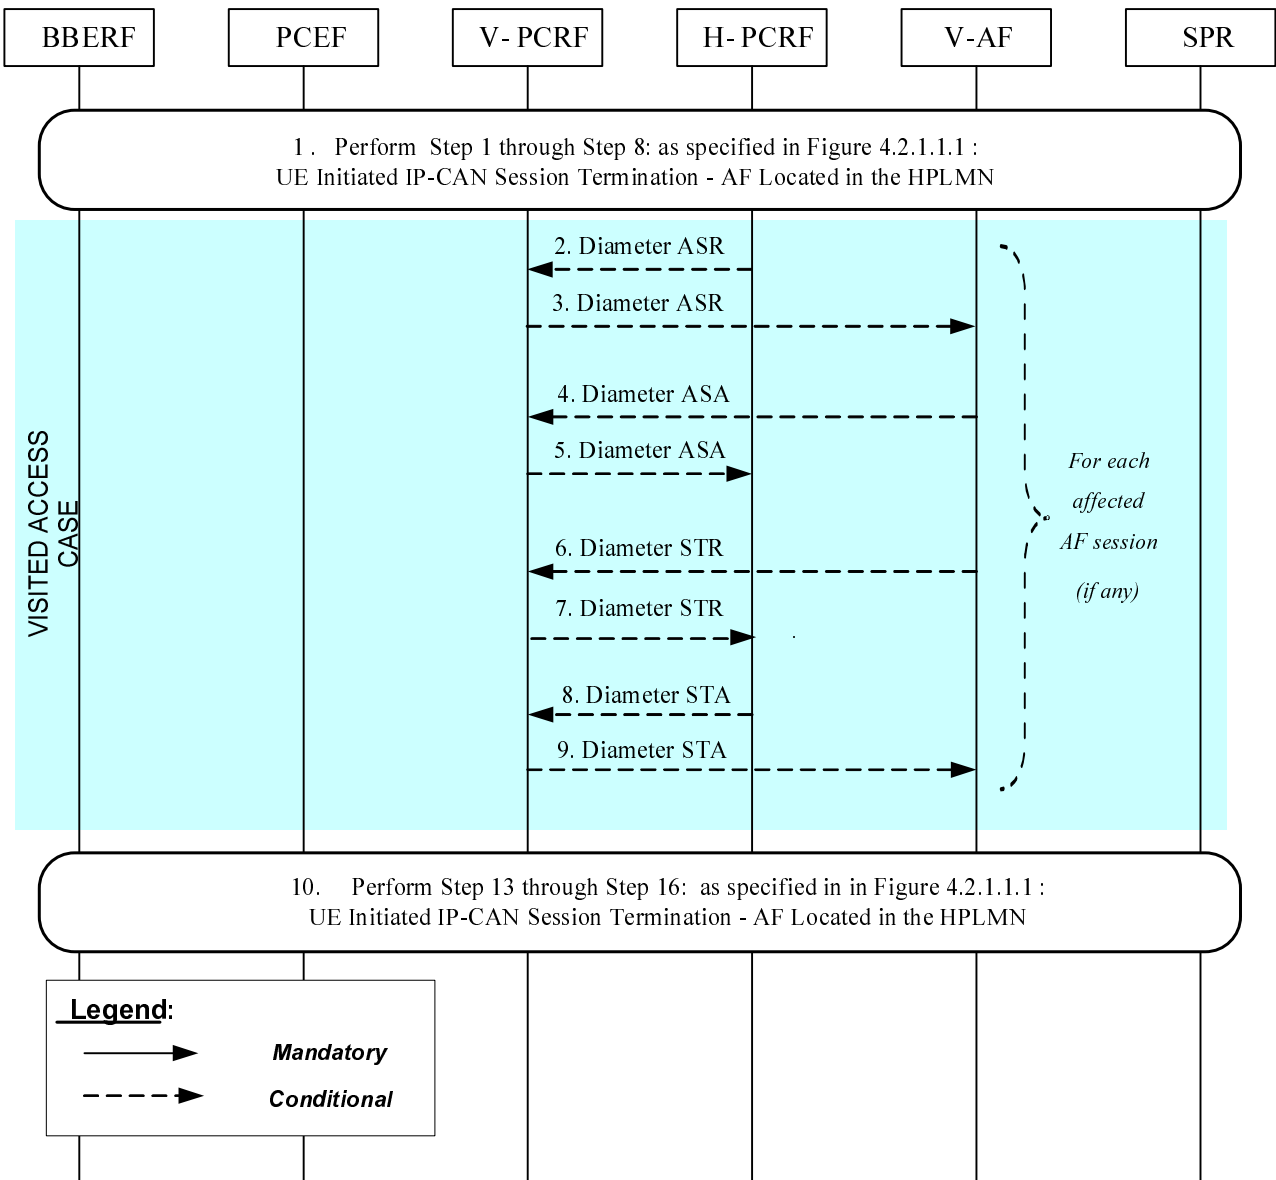 BBERF
PCEF
V- PCRF
H- PCRF
V-AF
SPR
1 . Perform Step 1 through Step 8: as specified in Figure 4.2.1.1.1 :
UE Initiated IP-CAN Session Termination - AF Located in the HPLMN
2. Diameter ASR
3. Diameter ASR
4. Diameter ASA
5. Diameter ASA
6. Diameter STR
7. Diameter STR
8. Diameter STA
9. Diameter STA
VISITED ACCESS
CASE
For each
affected
AF session
(if any)
10. Perform Step 13 through Step 16: as specified in in Figure 4.2.1.1.1 :
UE Initiated IP-CAN Session Termination - AF Located in the HPLMN
Legend:
Mandatory
Conditional